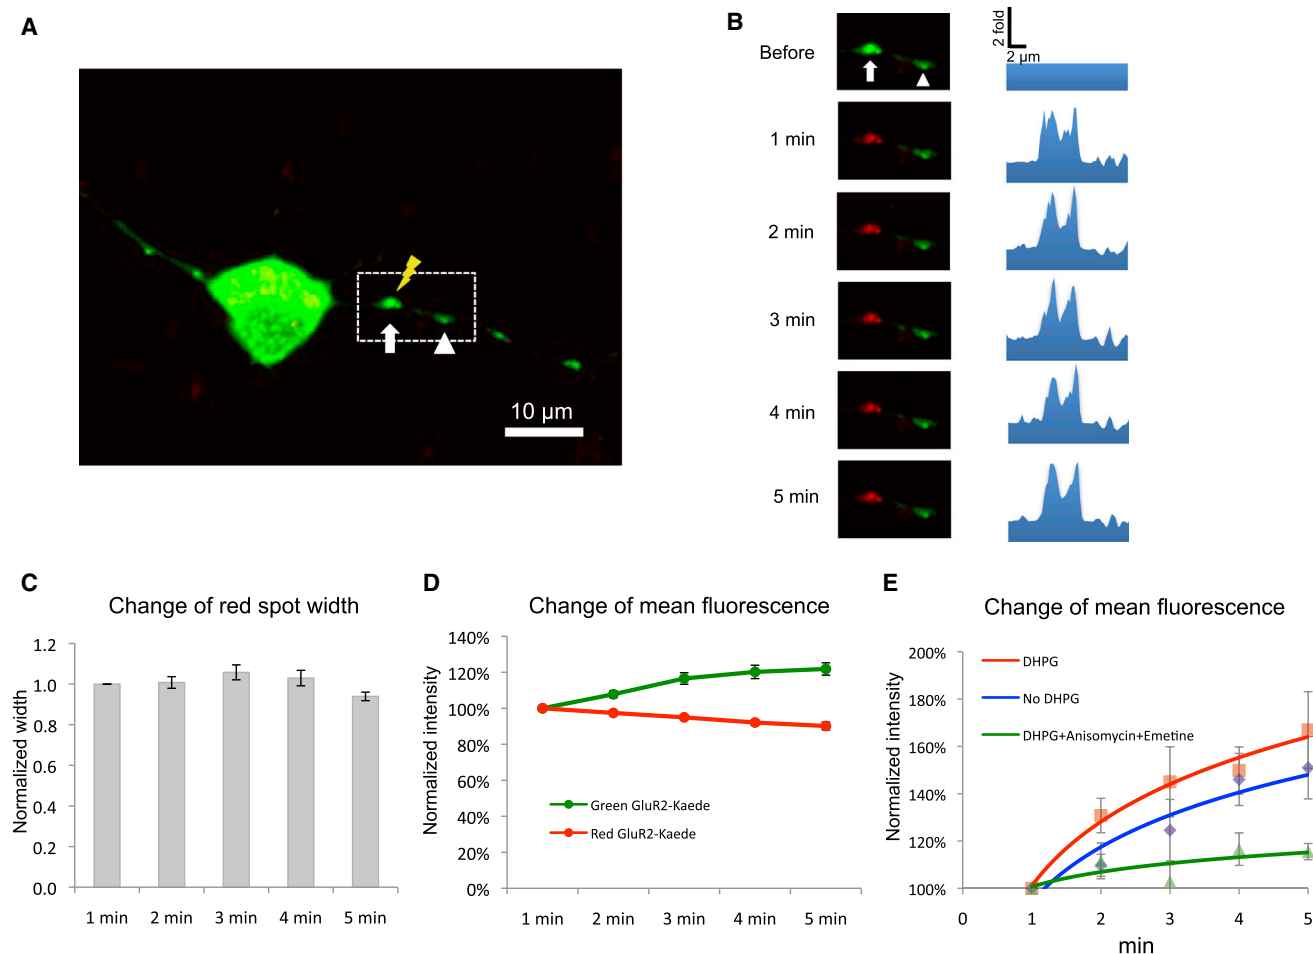 A
10 µm
B
Before
1 min
2 min
3 min
4 min
5 min
2 fold
2 µm
C
Change of red spot width
Normalized width
1.2
1.0
0.8
0.6
0.4
0.2
0.0
1 min 2 min 3 min 4 min 5 min
D
Change of mean fluorescence
Normalized intensity
140%
120%
100%
80%
60%
40%
20%
0%
Green GluR2-Kaede
Red GluR2-Kaede
1 min 2 min 3 min 4 min 5 min
E
Change of mean fluorescence
Normalized intensity
200%
180%
160%
140%
120%
100%
DHPG
No DHPG
DHPG+Anisomycin+Emetine
0 1 2 3 4 5
min